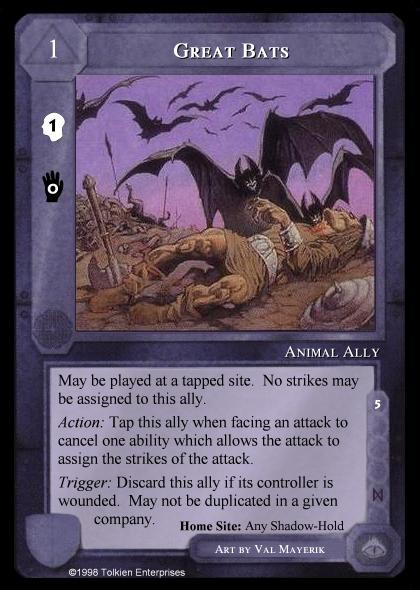 1
GREAT BATS
1
0
ANIMAL ALLY
May be played at a tapped site. No strikes may
be assigned to this ally.
5
Action: Tap this ally when facing an attack to
cancel one ability which allows the attack to
assign the strikes of the attack.
Trigger: Discard this ally if its controller is
wounded. May not be duplicated in a given
company.
Home Site: Any Shadow-Hold
ART BY VAL MAYERIK
©1998 Tolkien Enterprises